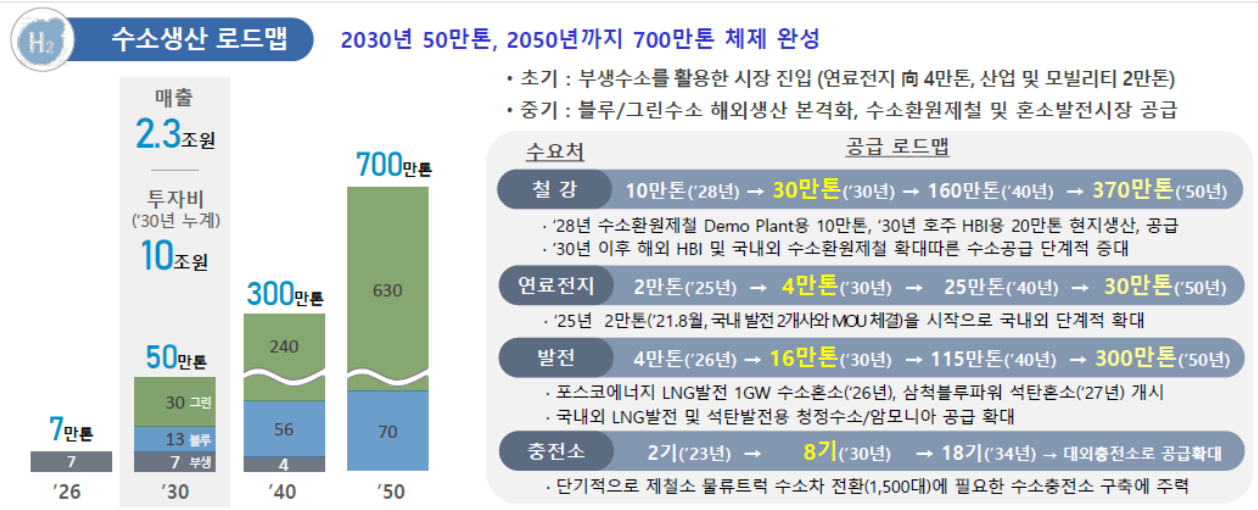 H2 수소생산 로드맵 2030년 50만톤, 2050년까지 700만톤 체제 완성
• 초기 : 부생수소를 활용한 시장 진입 (연료전지 向 4만톤, 산업 및 모빌리티 2만톤)
• 중기 : 블루/그린수소 해외생산 본격화, 수소환원제철 및 혼소발전시장 공급
매출
2.3조원
투자비
('30년 누계)
10조원
7만톤
7
'26
50만톤
30 그린
13 블루
7 부생
'30
300만톤
240
56
4
'40
700만톤
630
70
'50
수요처 공급 로드맵
철 강 10만톤('28년) → 30만톤('30년) → 160만톤('40년) → 370만톤('50년)
· '28년 수소환원제철 Demo Plant용 10만톤, '30년 호주 HBI용 20만톤 현지생산, 공급
· '30년 이후 해외 HBI 및 국내외 수소환원제철 확대따른 수소공급 단계적 증대
연료전지 2만톤('25년) → 4만톤('30년) → 25만톤('40년) → 30만톤('50년)
· '25년 2만톤('21.8월, 국내 발전 2개사와 MOU 체결)을 시작으로 국내외 단계적 확대
발전 4만톤('26년) → 16만톤('30년) → 115만톤('40년) → 300만톤('50년)
· 포스코에너지 LNG발전 1GW 수소혼소('26년), 삼척블루파워 석탄혼소('27년) 개시
· 국내외 LNG발전 및 석탄발전용 청정수소/암모니아 공급 확대
충전소 2기('23년) → 8기('30년) → 18기('34년) → 대외충전소로 공급확대
· 단기적으로 제철소 물류트럭 수소차 전환(1,500대)에 필요한 수소충전소 구축에 주력